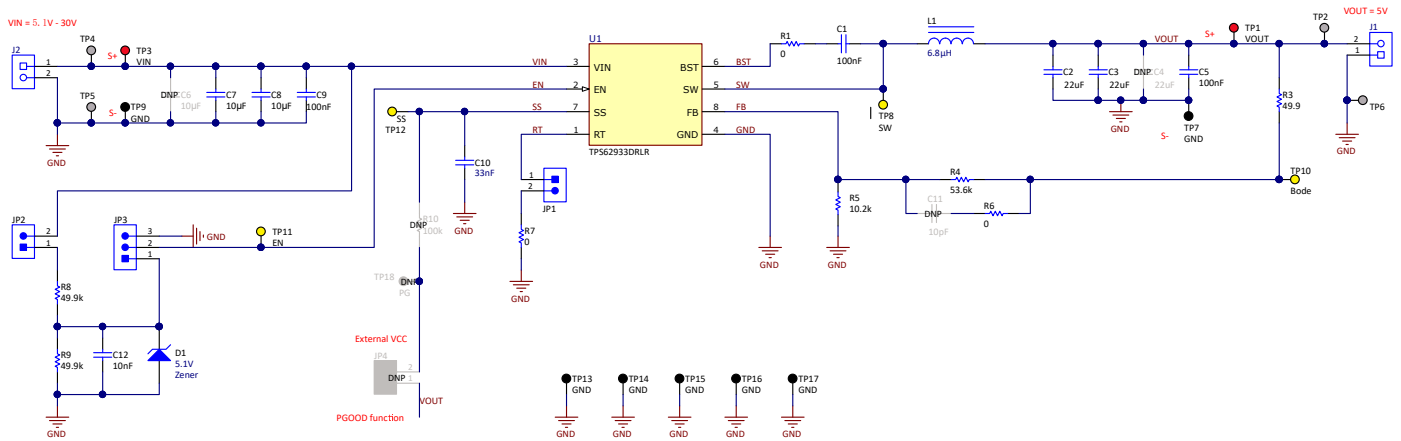 VIN = 5.1V - 30V
J2
1
2
TP4
S+
TP3
VIN
TP5
S-
TP9
GND
GND
DNP
C6
10µF
C7
10µF
C8
10µF
C9
100nF
U1
VIN
3
VIN
EN
2
EN
SS
7
SS
RT
1
RT
BST
6
BST
SW
5
SW
FB
8
FB
GND
4
GND
TPS62933DRLR
R1
0
C1
100nF
L1
6.8µH
TP8
SW
VOUT = 5V
J1
2
1
TP2
TP1
VOUT
S+
VOUT
C2
22uF
C3
22uF
DNP
C4
22uF
C5
100nF
GND
TP7
GND
S-
R3
49.9
TP6
GND
TP10
Bode
R4
53.6k
C11
DNP
10pF
R6
0
R5
10.2k
GND
GND
SS
TP12
C10
33nF
GND
1
2
JP1
R7
0
GND
R10
DNP
100k
TP18
DNP
PG
External VCC
JP4
2
DNP
1
VOUT
PGOOD function
JP2
2
1
JP3
3
2
1
GND
TP11
EN
R8
49.9k
R9
49.9k
C12
10nF
D1
5.1V
Zener
GND
TP13
GND
GND
TP14
GND
GND
TP15
GND
GND
TP16
GND
GND
TP17
GND
GND